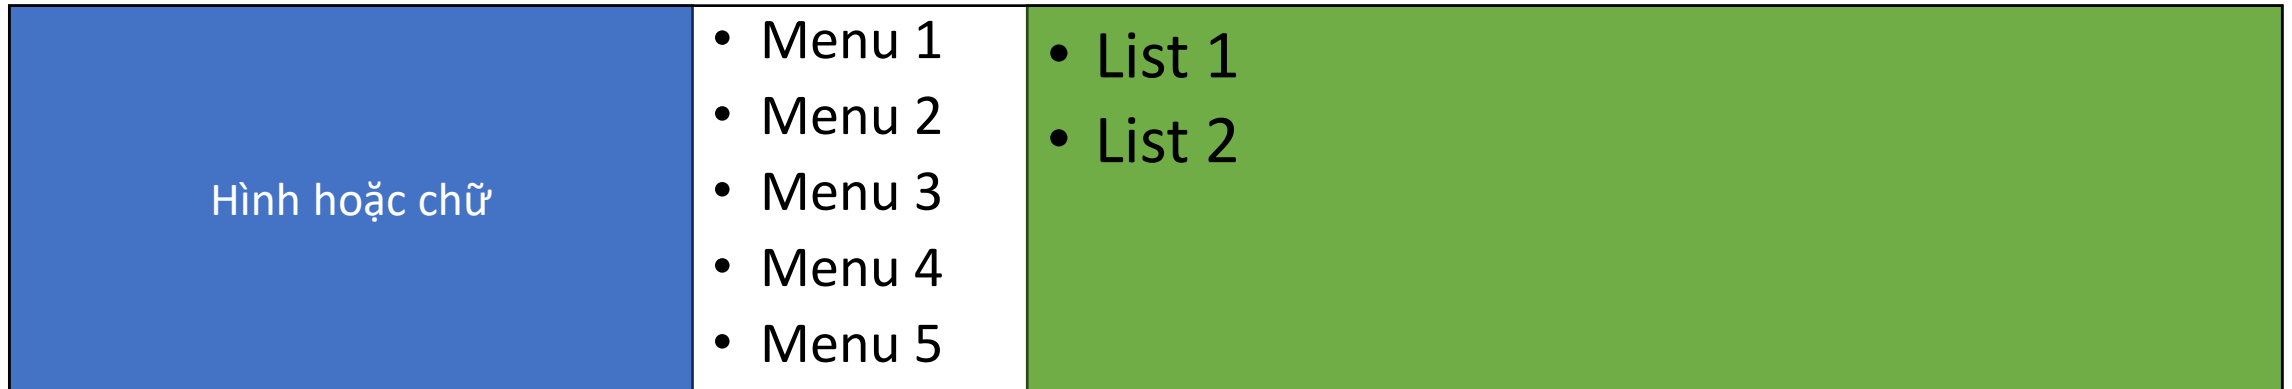 Hình hoặc chữ
• Menu 1
• Menu 2
• Menu 3
• Menu 4
• Menu 5
• List 1
• List 2